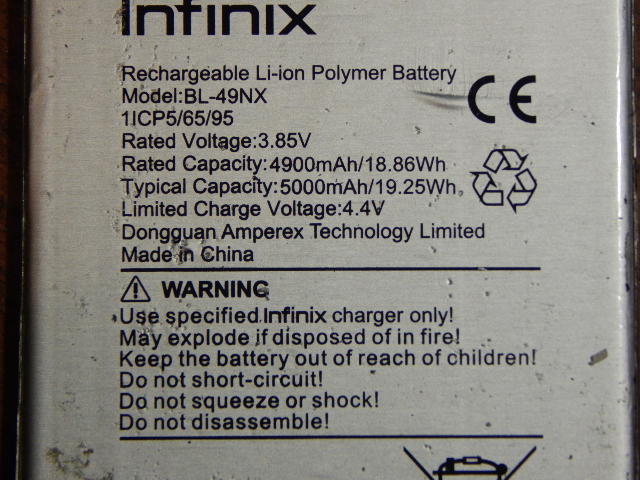 Infinix
Rechargeable Li-ion Polymer Battery
Model:BL-49NX
1ICP5/65/95
Rated Voltage:3.85V
Rated Capacity:4900mAh/18.86Wh
Typical Capacity:5000mAh/19.25Wh
Limited Charge Voltage:4.4V
Dongguan Amperex Technology Limited
Made in China
CE
WARNING
Use specified Infinix charger only!
May explode if disposed of in fire!
Keep the battery out of reach of children!
Do not short-circuit!
Do not squeeze or shock!
Do not disassemble!